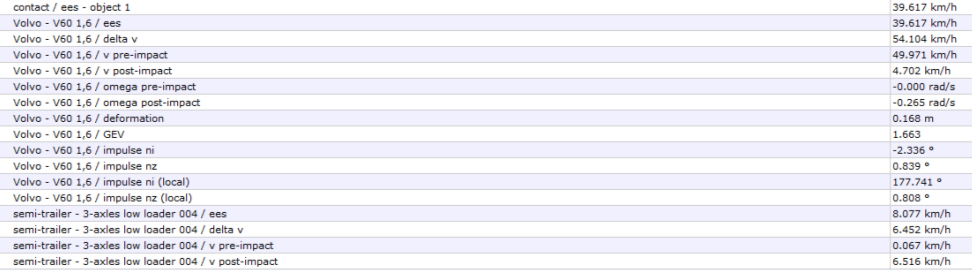 contact / ees - object 1 39.617 km/h
Volvo - V60 1,6 / ees 39.617 km/h
Volvo - V60 1,6 / delta v 54.104 km/h
Volvo - V60 1,6 / v pre-impact 49.971 km/h
Volvo - V60 1,6 / v post-impact 4.702 km/h
Volvo - V60 1,6 / omega pre-impact -0.000 rad/s
Volvo - V60 1,6 / omega post-impact -0.265 rad/s
Volvo - V60 1,6 / deformation 0.168 m
Volvo - V60 1,6 / GEV 1.663
Volvo - V60 1,6 / impulse ni -2.336 °
Volvo - V60 1,6 / impulse nz 0.839 °
Volvo - V60 1,6 / impulse ni (local) 177.741 °
Volvo - V60 1,6 / impulse nz (local) 0.808 °
semi-trailer - 3-axles low loader 004 / ees 8.077 km/h
semi-trailer - 3-axles low loader 004 / delta v 6.452 km/h
semi-trailer - 3-axles low loader 004 / v pre-impact 0.067 km/h
semi-trailer - 3-axles low loader 004 / v post-impact 6.516 km/h